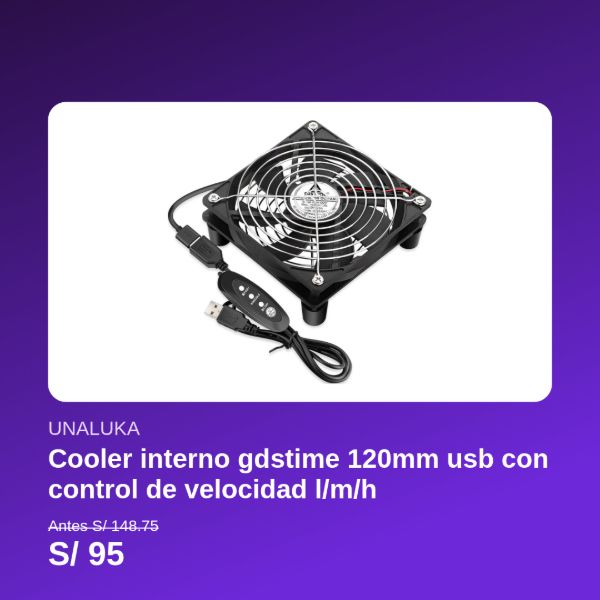 UNALUKA
Cooler interno gdstime 120mm usb con
control de velocidad l/m/h
Antes S/ 148.75
S/ 95